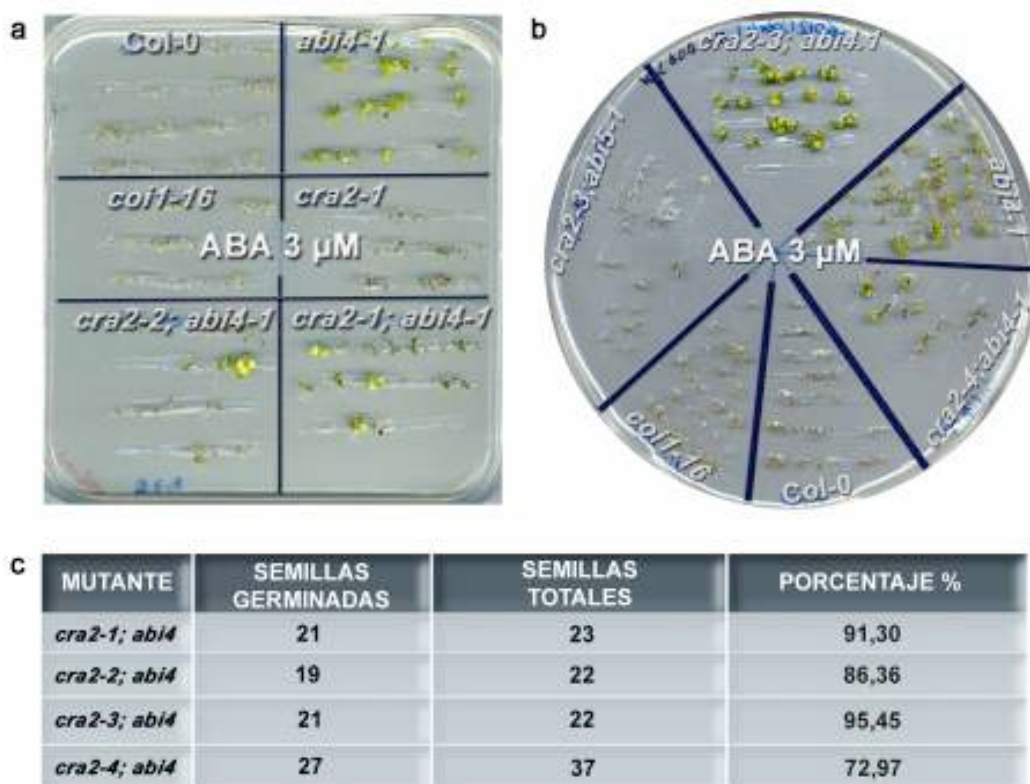 a
Col-0
abi4-1
coi1-16
cra2-1
ABA 3 µM
cra2-2; abi4-1
cra2-1; abi4-1
b
cra2-3; abi4.1
cra2-3;abi5-1
abi4-1
ABA 3 µM
cra2-4;abi4-1
coi1-16
Col-0
c
MUTANTE
SEMILLAS GERMINADAS
SEMILLAS TOTALES
PORCENTAJE %
cra2-1; abi4 21 23 91,30
cra2-2; abi4 19 22 86,36
cra2-3; abi4 21 22 95,45
cra2-4; abi4 27 37 72,97